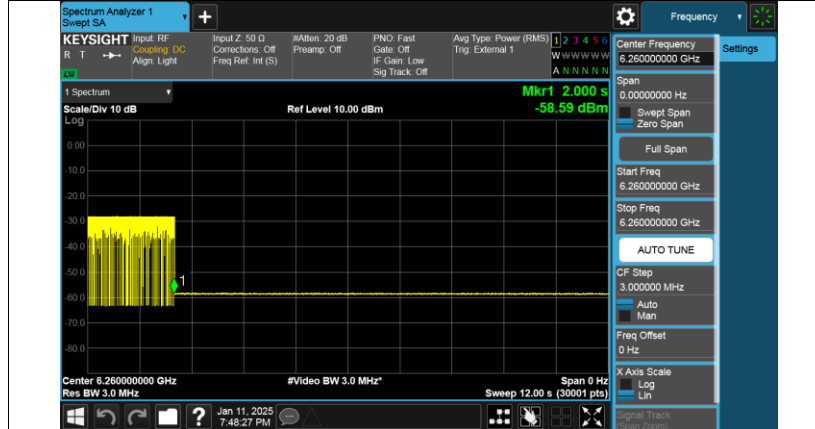 Spectrum Analyzer 1
Swept SA
+
Frequency
KEYSIGHT
R T
LXI
Input: RF
Coupling: DC
Align: Light
Input Z: 50 Ω
Corrections: Off
Freq Ref: Int (S)
#Atten: 20 dB
Preamp: Off
PNO: Fast
Gate: Off
IF Gain: Low
Sig Track: Off
Avg Type: Power (RMS)
Trig: External 1
1 2 3 4 5 6
W W W W W W
A N N N N N
1 Spectrum
Scale/Div 10 dB
Ref Level 10.00 dBm
Mkr1 2.000 s
-58.59 dBm
Log
0.00
-10.0
-20.0
-30.0
-40.0
-50.0
-60.0
-70.0
-80.0
1
Center 6.260000000 GHz
#Video BW 3.0 MHz*
Span 0 Hz
Res BW 3.0 MHz
Sweep 12.00 s (30001 pts)
?
Jan 11, 2025
7:48:27 PM
Center Frequency
6.260000000 GHz
Settings
Span
0.00000000 Hz
Swept Span
Zero Span
Full Span
Start Freq
6.260000000 GHz
Stop Freq
6.260000000 GHz
AUTO TUNE
CF Step
3.000000 MHz
Auto
Man
Freq Offset
0 Hz
X Axis Scale
Log
Lin
Signal Track
(Span Zoom)